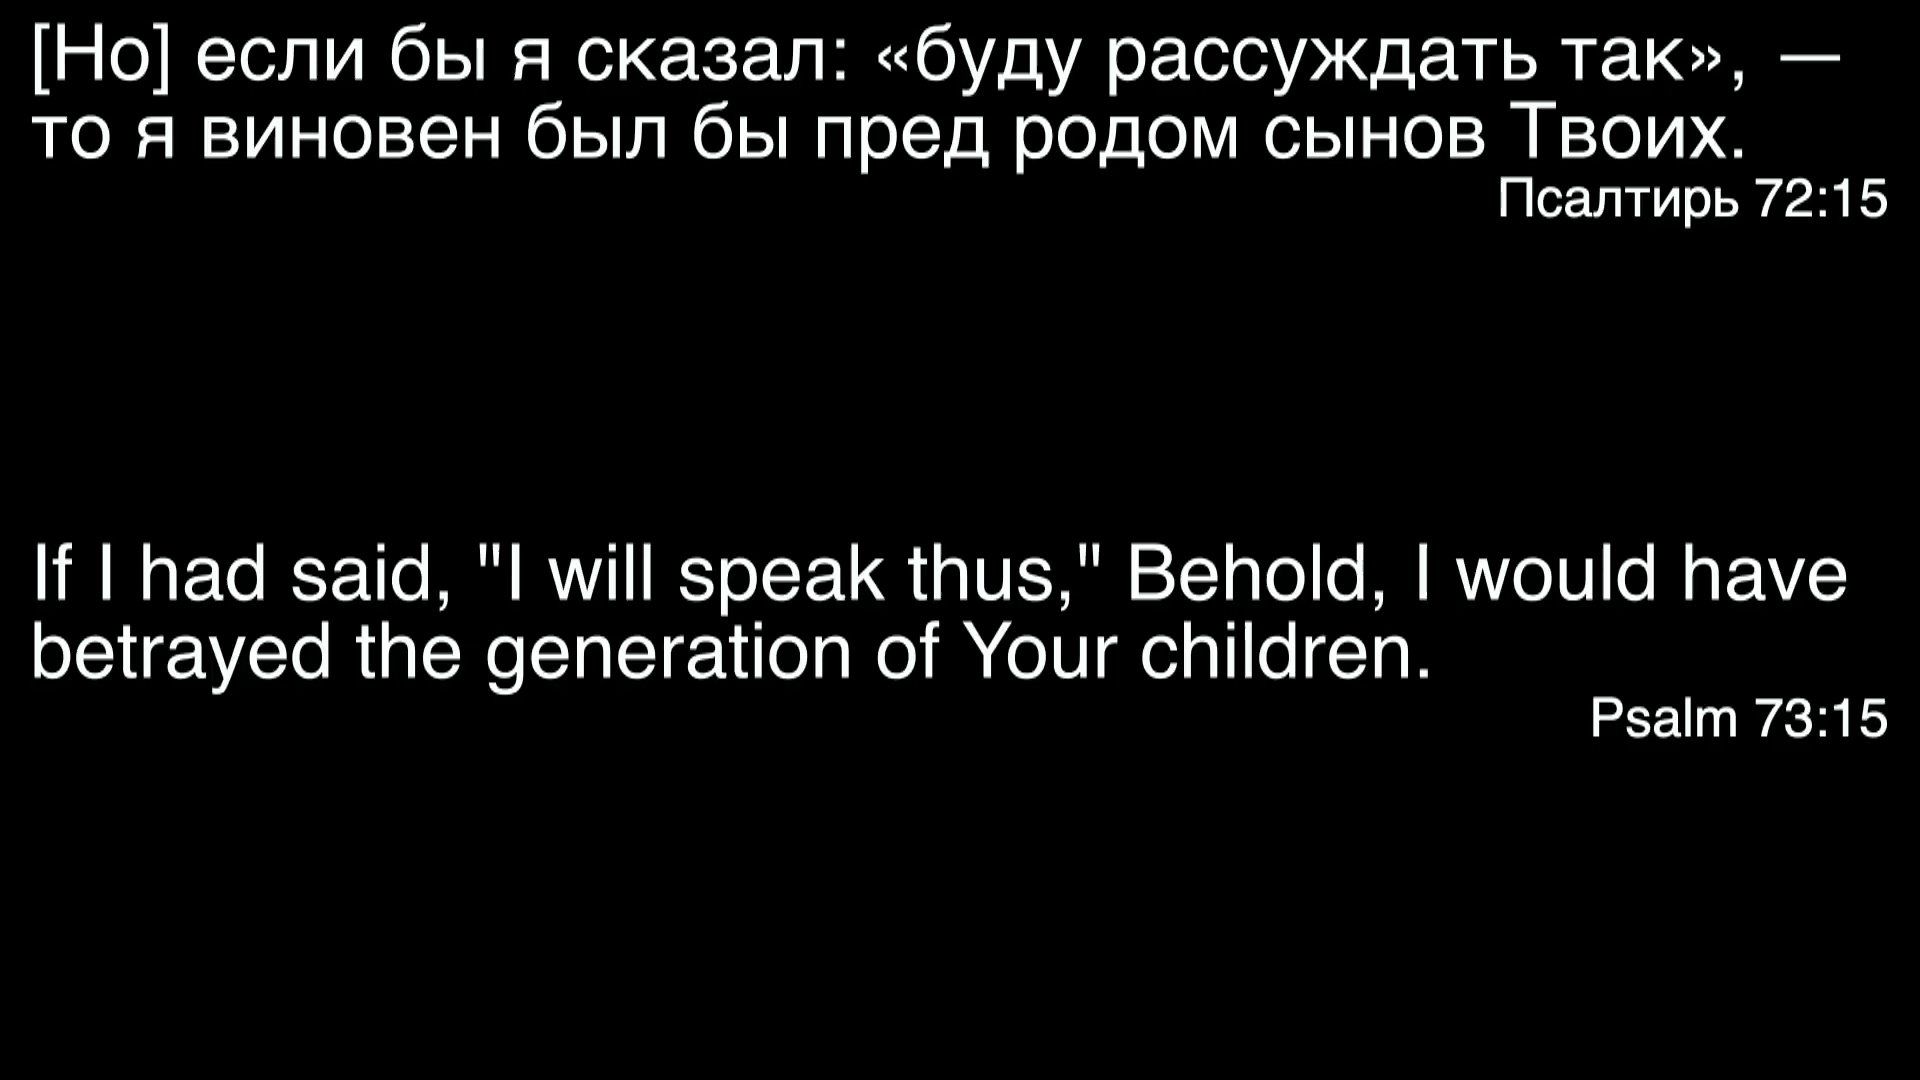 [Но] если бы я сказал: «буду рассуждать так», —
то я виновен был бы пред родом сынов Твоих.
Псалтирь 72:15
If I had said, "I will speak thus," Behold, I would have
betrayed the generation of Your children.
Psalm 73:15